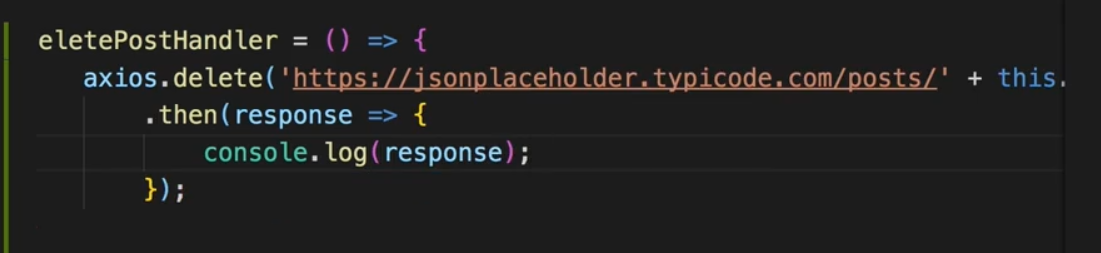 eletePostHandler = () => {
axios.delete('https://jsonplaceholder.typicode.com/posts/' + this.
.then(response => {
console.log(response);
});